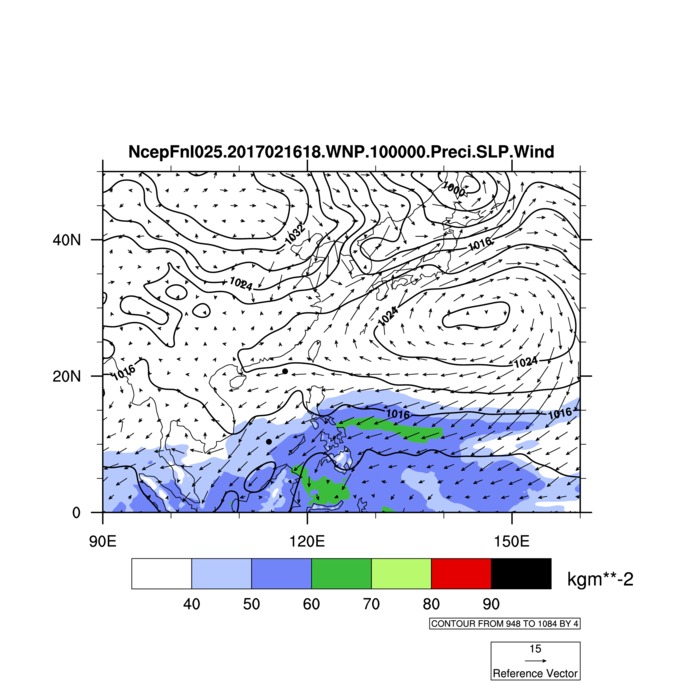 NcepFnl025.2017021618.WNP.100000.Preci.SLP.Wind
1000
1032
40N
1016
1024
1024
1024
1016
20N
1016
1016
0
90E 120E 150E
40 50 60 70 80 90
kgm**-2
CONTOUR FROM 948 TO 1084 BY 4
15
Reference Vector